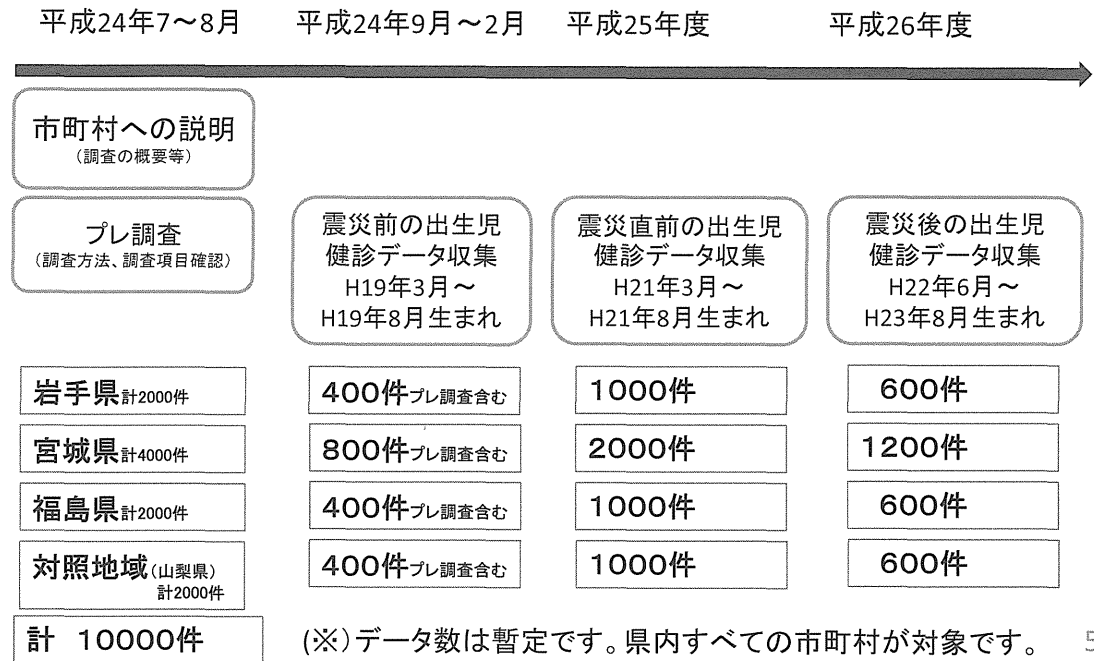 平成24年7～8月
平成24年9月～2月
平成25年度
平成26年度
市町村への説明
（調査の概要等）
プレ調査
（調査方法、調査項目確認）
震災前の出生児
健診データ収集
H19年3月～
H19年8月生まれ
震災直前の出生児
健診データ収集
H21年3月～
H21年8月生まれ
震災後の出生児
健診データ収集
H22年6月～
H23年8月生まれ
岩手県計2000件
400件プレ調査含む
1000件
600件
宮城県計4000件
800件プレ調査含む
2000件
1200件
福島県計2000件
400件プレ調査含む
1000件
600件
対照地域（山梨県）
計2000件
400件プレ調査含む
1000件
600件
計 10000件
(※)データ数は暫定です。県内すべての市町村が対象です。